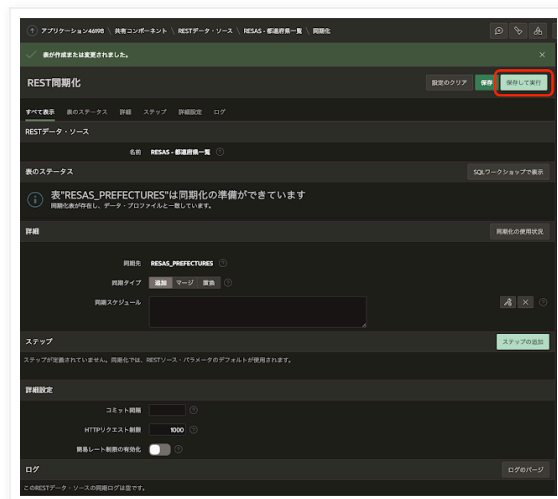 アプリケーション46998 \ 共有コンポーネント \ RESTデータ・ソース \ RESAS - 都道府県一覧 \ 同期化
表が作成または変更されました。
REST同期化
設定のクリア 保存 保存して実行
すべて表示 表のステータス 詳細 ステップ 詳細設定 ログ
RESTデータ・ソース
名前 RESAS - 都道府県一覧
表のステータス
SQLワークショップで表示
表"RESAS_PREFECTURES"は同期化の準備ができています
同期化表が存在し、データ・プロファイルと一致しています。
詳細
同期化の使用状況
同期先 RESAS_PREFECTURES
同期タイプ 追加 マージ 置換
同期スケジュール
ステップ
ステップの追加
ステップが定義されていません。同期化では、RESTソース・パラメータのデフォルトが使用されます。
詳細設定
コミット間隔
HTTPリクエスト制限 1000
簡易レート制限の有効化
ログ
ログのページ
このRESTデータ・ソースの同期ログは空です。